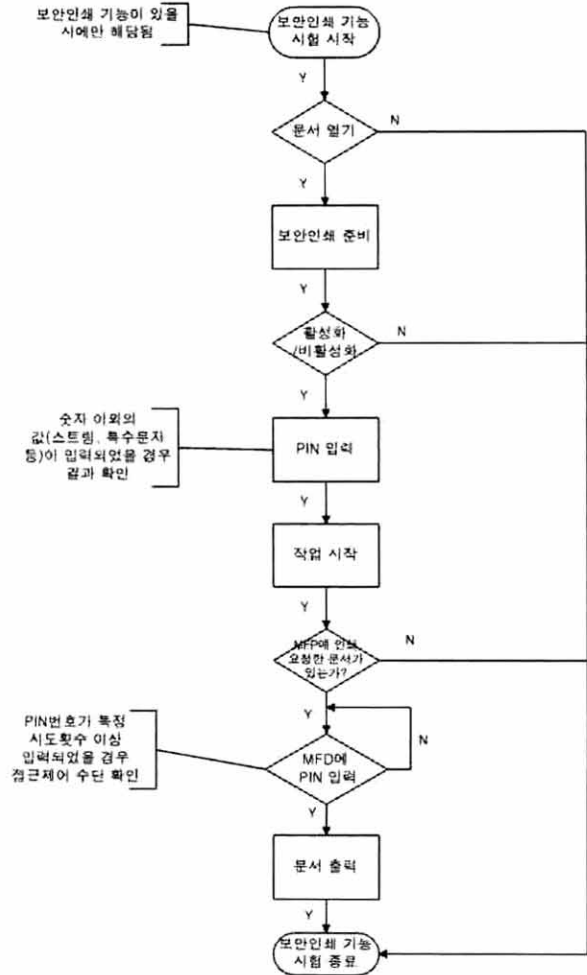 보안인쇄 기능이 있을
시에만 해당됨
보안인쇄 기능
시험 시작
Y
문서 열기
N
Y
보안인쇄 준비
Y
활성화
/비활성화
N
Y
숫자 이외의
값(스트링, 특수문자
등)이 입력되었을 경우
결과 확인
PIN 입력
Y
작업 시작
Y
MFP에 인쇄
요청한 문서가
있는가?
N
Y
PIN번호가 특정
시도횟수 이상
입력되었을 경우
접근제어 수단 확인
MFD에
PIN 입력
N
Y
문서 출력
Y
보안인쇄 기능
시험 종료